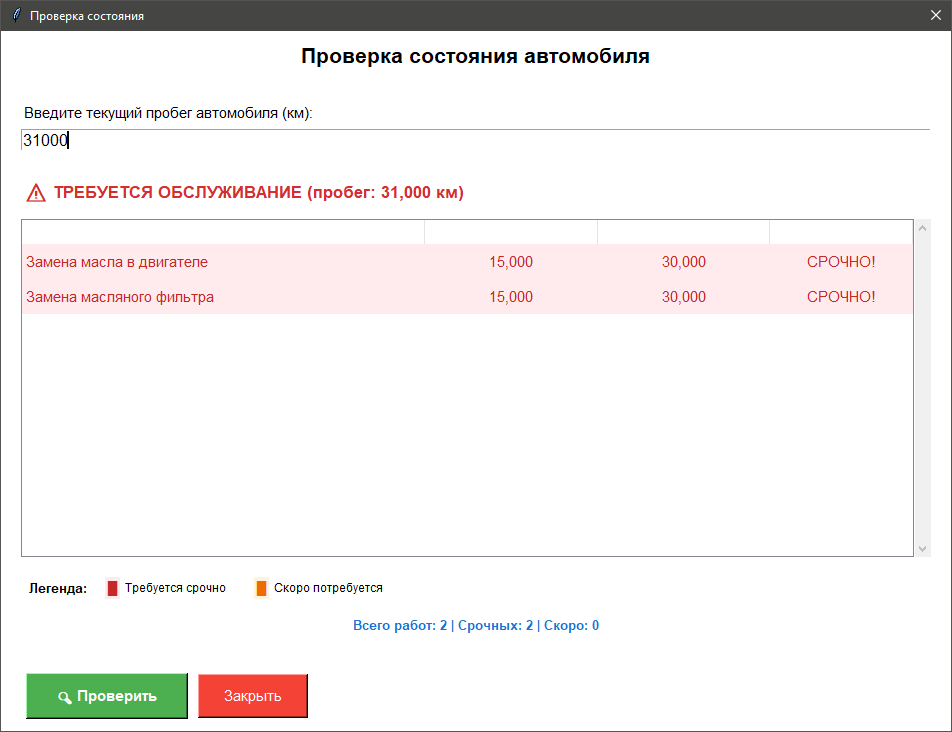 Проверка состояния
Проверка состояния автомобиля
Введите текущий пробег автомобиля (км):
31000
ТРЕБУЕТСЯ ОБСЛУЖИВАНИЕ (пробег: 31,000 км)
Замена масла в двигателе 15,000 30,000 СРОЧНО!
Замена масляного фильтра 15,000 30,000 СРОЧНО!
Легенда: Требуется срочно Скоро потребуется
Всего работ: 2 | Срочных: 2 | Скоро: 0
Проверить Закрыть